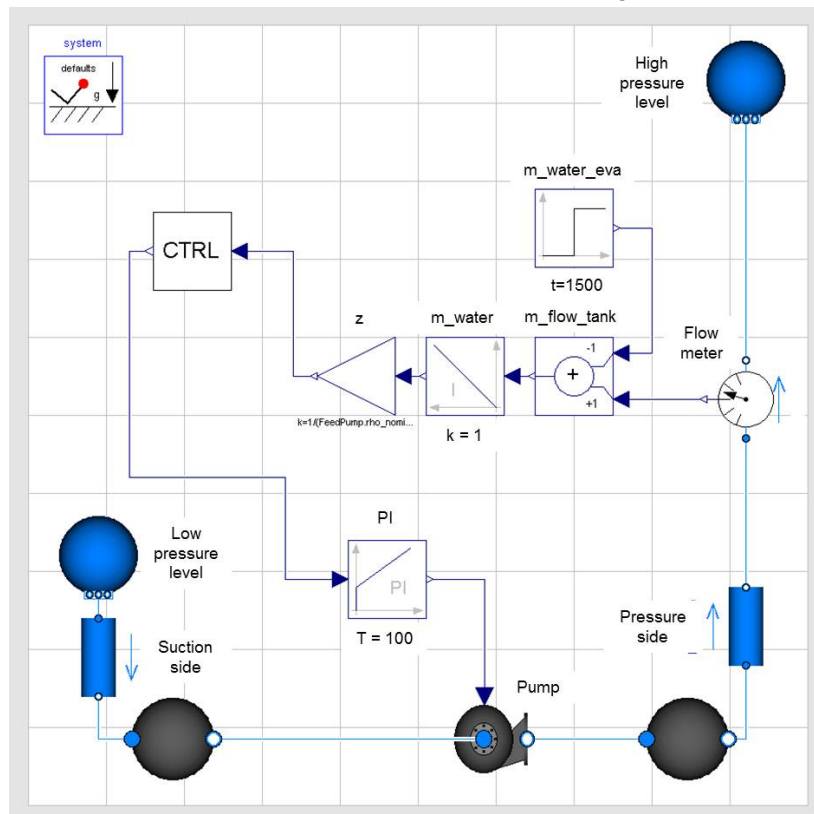 system
defaults
g
High
pressure
level
m_water_eva
t=1500
CTRL
z
m_water
m_flow_tank
Flow
meter
-1
+
+1
I
k=1/(FeedPump.rho_nomi...
k = 1
PI
Low
pressure
level
PI
T = 100
Suction
side
Pressure
side
Pump